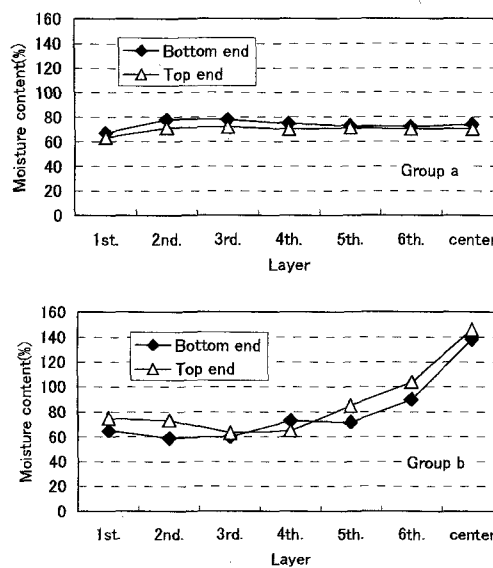 160
140
120
100
80
60
40
20
0
Moisture content(%)
Bottom end
Top end
Group a
1st. 2nd. 3rd. 4th. 5th. 6th. center
Layer
160
140
120
100
80
60
40
20
0
Moisture content(%)
Bottom end
Top end
Group b
1st. 2nd. 3rd. 4th. 5th. 6th. center
Layer